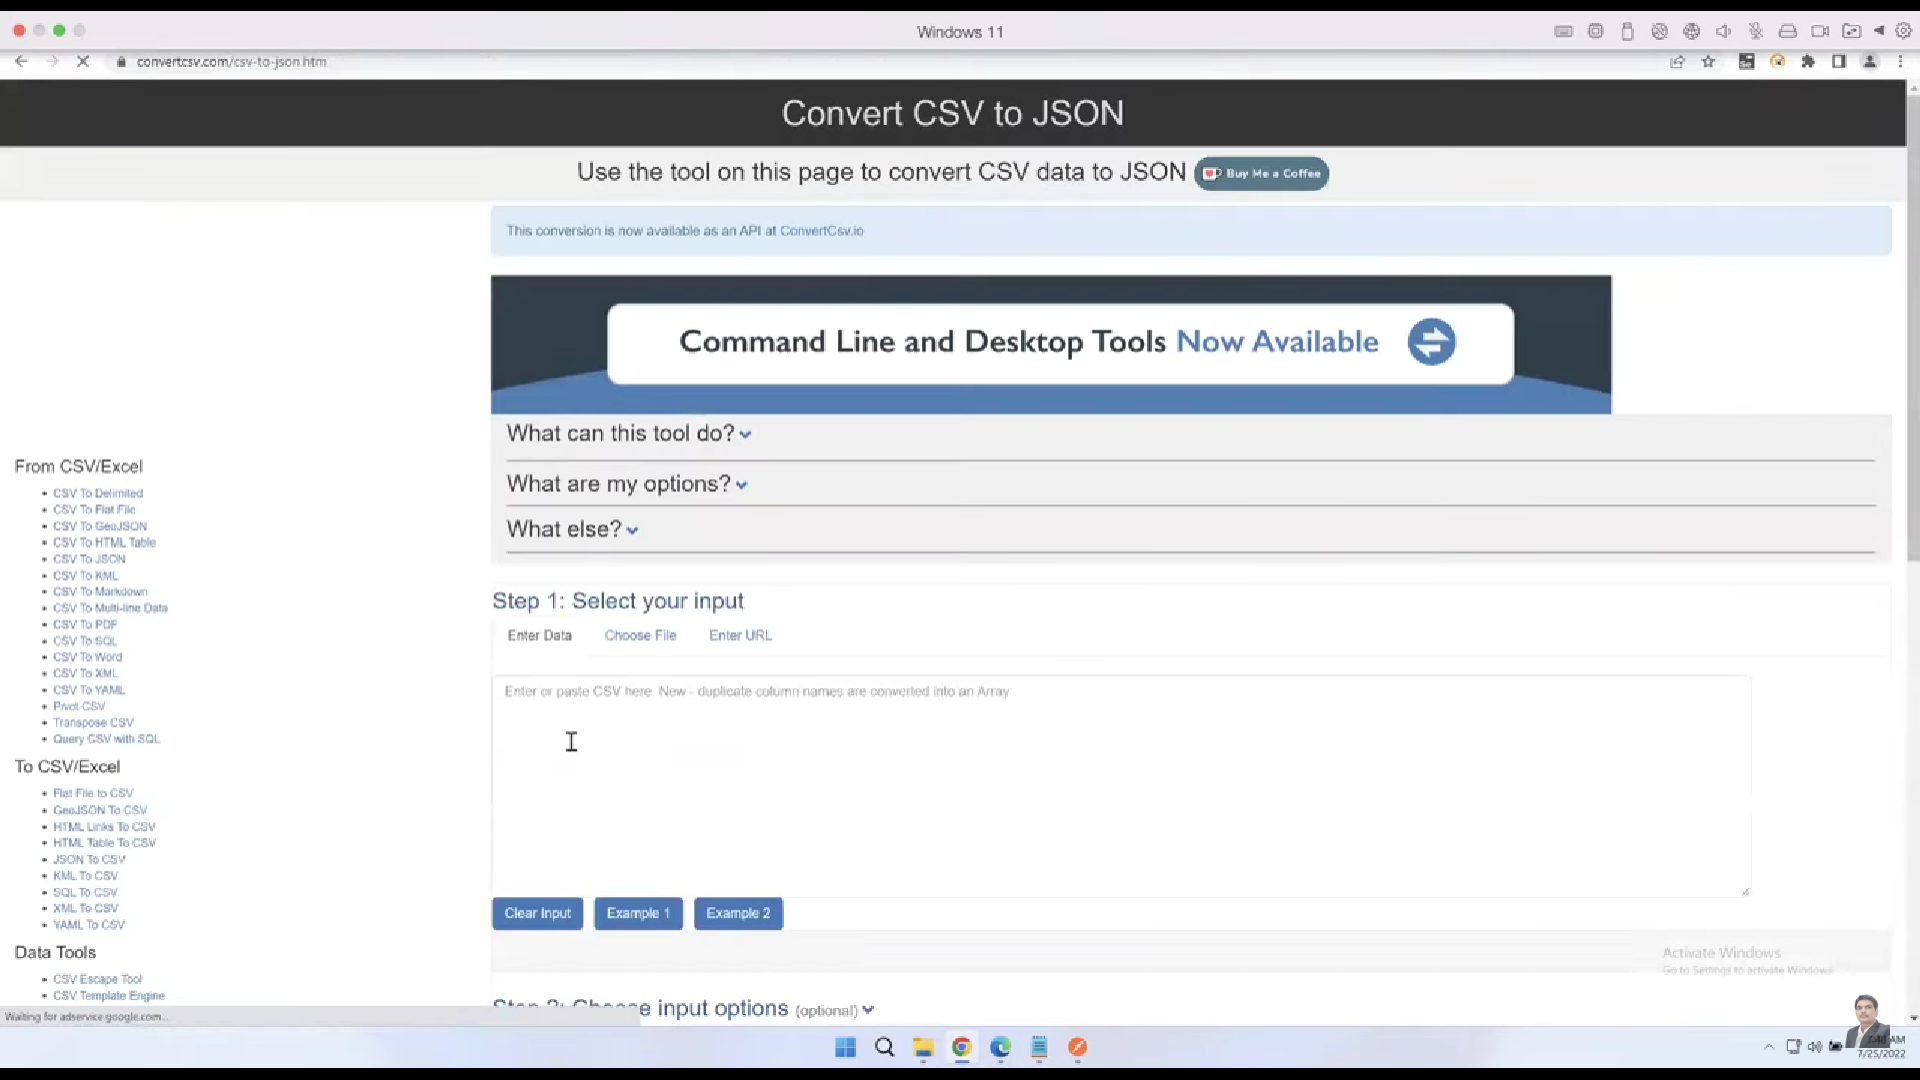 Windows 11
convertcsv.com/csv-to-json.htm
Convert CSV to JSON
Use the tool on this page to convert CSV data to JSON Buy Me a Coffee
This conversion is now available as an API at ConvertCsv.io
Command Line and Desktop Tools Now Available
What can this tool do?
What are my options?
What else?
From CSV/Excel
CSV To Delimited
CSV To Flat File
CSV To GeoJSON
CSV To HTML Table
CSV To JSON
CSV To KML
CSV To Markdown
CSV To Multi-line Data
CSV To PDF
CSV To SQL
CSV To Word
CSV To XML
CSV To YAML
Pivot CSV
Transpose CSV
Query CSV with SQL
To CSV/Excel
Flat File to CSV
GeoJSON To CSV
HTML Links To CSV
HTML Table To CSV
JSON To CSV
KML To CSV
SQL To CSV
XML To CSV
YAML To CSV
Data Tools
CSV Escape Tool
CSV Template Engine
Step 1: Select your input
Enter Data Choose File Enter URL
Enter or paste CSV here New - duplicate column names are converted into an Array
Clear Input Example 1 Example 2
Step 2: Choose input options (optional)
Activate Windows
Go to Settings to activate Windows.
Waiting for adservice.google.com...
AM
7/25/2022